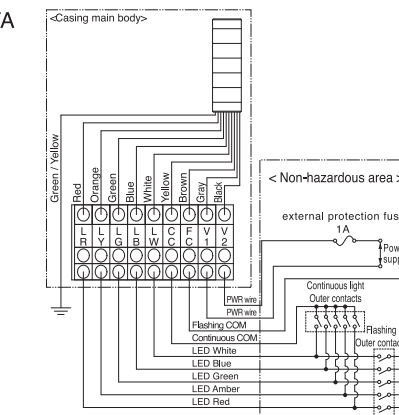 TA
<Casing main body>
Green / Yellow
Red
Orange
Green
Blue
White
Yellow
Brown
Gray
Black
L R
L Y
L G
L B
L W
C C
F C
V 1
V 2
< Non-hazardous area >
external protection fus
1A
Pow
supp
Continuous light
Outer contacts
Flashing
Outer contac
PWR wire
PWR wire
Flashing COM
Continuous COM
LED White
LED Blue
LED Green
LED Amber
LED Red